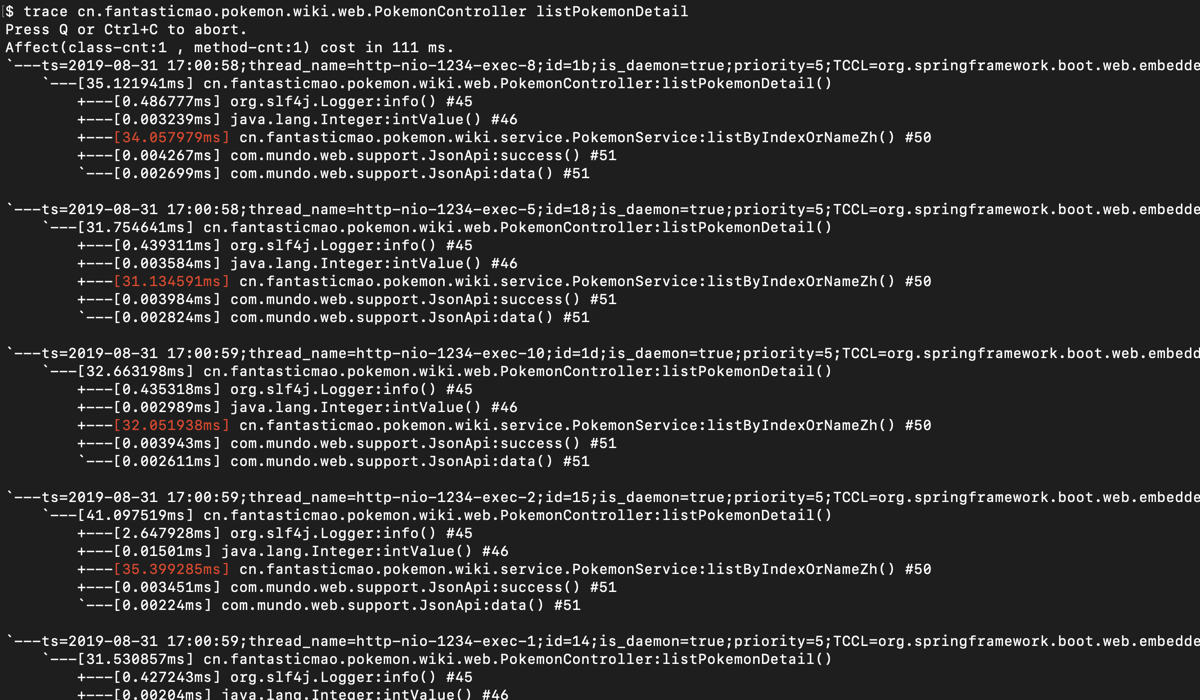 $ trace cn.fantasticmao.pokemon.wiki.web.PokemonController listPokemonDetail
Press Q or Ctrl+C to abort.
Affect(class-cnt:1 , method-cnt:1) cost in 111 ms.
`---ts=2019-08-31 17:00:58;thread_name=http-nio-1234-exec-8;id=1b;is_daemon=true;priority=5;TCCL=org.springframework.boot.web.embedde
    `---[35.121941ms] cn.fantasticmao.pokemon.wiki.web.PokemonController:listPokemonDetail()
        +---[0.486777ms] org.slf4j.Logger:info() #45
        +---[0.003239ms] java.lang.Integer:intValue() #46
        +---[34.057979ms] cn.fantasticmao.pokemon.wiki.service.PokemonService:listByIndexOrNameZh() #50
        +---[0.004267ms] com.mundo.web.support.JsonApi:success() #51
        `---[0.002699ms] com.mundo.web.support.JsonApi:data() #51
`---ts=2019-08-31 17:00:58;thread_name=http-nio-1234-exec-5;id=18;is_daemon=true;priority=5;TCCL=org.springframework.boot.web.embedde
    `---[31.754641ms] cn.fantasticmao.pokemon.wiki.web.PokemonController:listPokemonDetail()
        +---[0.439311ms] org.slf4j.Logger:info() #45
        +---[0.003584ms] java.lang.Integer:intValue() #46
        +---[31.134591ms] cn.fantasticmao.pokemon.wiki.service.PokemonService:listByIndexOrNameZh() #50
        +---[0.003984ms] com.mundo.web.support.JsonApi:success() #51
        `---[0.002824ms] com.mundo.web.support.JsonApi:data() #51
`---ts=2019-08-31 17:00:59;thread_name=http-nio-1234-exec-10;id=1d;is_daemon=true;priority=5;TCCL=org.springframework.boot.web.embedd
    `---[32.663198ms] cn.fantasticmao.pokemon.wiki.web.PokemonController:listPokemonDetail()
        +---[0.435318ms] org.slf4j.Logger:info() #45
        +---[0.002989ms] java.lang.Integer:intValue() #46
        +---[32.051938ms] cn.fantasticmao.pokemon.wiki.service.PokemonService:listByIndexOrNameZh() #50
        +---[0.003943ms] com.mundo.web.support.JsonApi:success() #51
        `---[0.002611ms] com.mundo.web.support.JsonApi:data() #51
`---ts=2019-08-31 17:00:59;thread_name=http-nio-1234-exec-2;id=15;is_daemon=true;priority=5;TCCL=org.springframework.boot.web.embedde
    `---[41.097519ms] cn.fantasticmao.pokemon.wiki.web.PokemonController:listPokemonDetail()
        +---[2.647928ms] org.slf4j.Logger:info() #45
        +---[0.01501ms] java.lang.Integer:intValue() #46
        +---[35.399285ms] cn.fantasticmao.pokemon.wiki.service.PokemonService:listByIndexOrNameZh() #50
        +---[0.003451ms] com.mundo.web.support.JsonApi:success() #51
        `---[0.00224ms] com.mundo.web.support.JsonApi:data() #51
`---ts=2019-08-31 17:00:59;thread_name=http-nio-1234-exec-1;id=14;is_daemon=true;priority=5;TCCL=org.springframework.boot.web.embedde
    `---[31.530857ms] cn.fantasticmao.pokemon.wiki.web.PokemonController:listPokemonDetail()
        +---[0.427243ms] org.slf4j.Logger:info() #45
        +---[0.00204ms] java.lang.Integer:intValue() #46